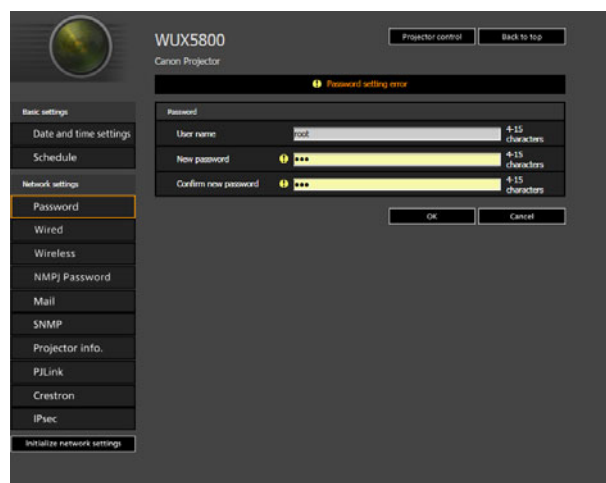 WUX5800
Projector control
Back to top
Canon Projector
Password setting error
Basic settings
Date and time settings
Schedule
Network settings
Password
Wired
Wireless
NMPJ Password
Mail
SNMP
Projector info.
PJLink
Crestron
IPsec
Initialize network settings
Password
User name root 4-15 characters
New password ••• 4-15 characters
Confirm new password ••• 4-15 characters
OK Cancel